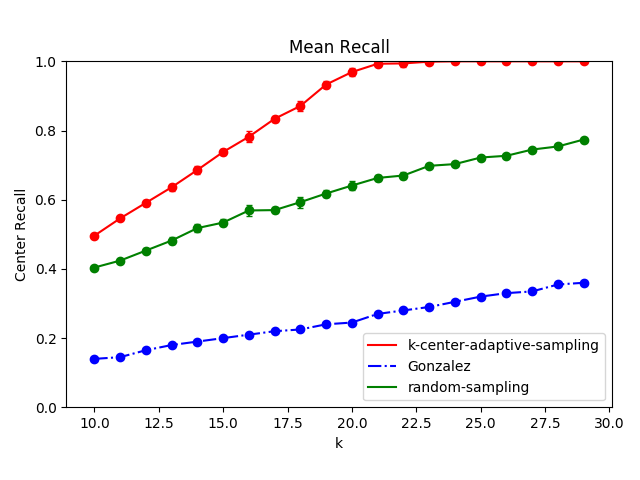 Mean Recall
1.0
0.8
0.6
0.4
0.2
0.0
Center Recall
10.0 12.5 15.0 17.5 20.0 22.5 25.0 27.5 30.0
k
k-center-adaptive-sampling
Gonzalez
random-sampling